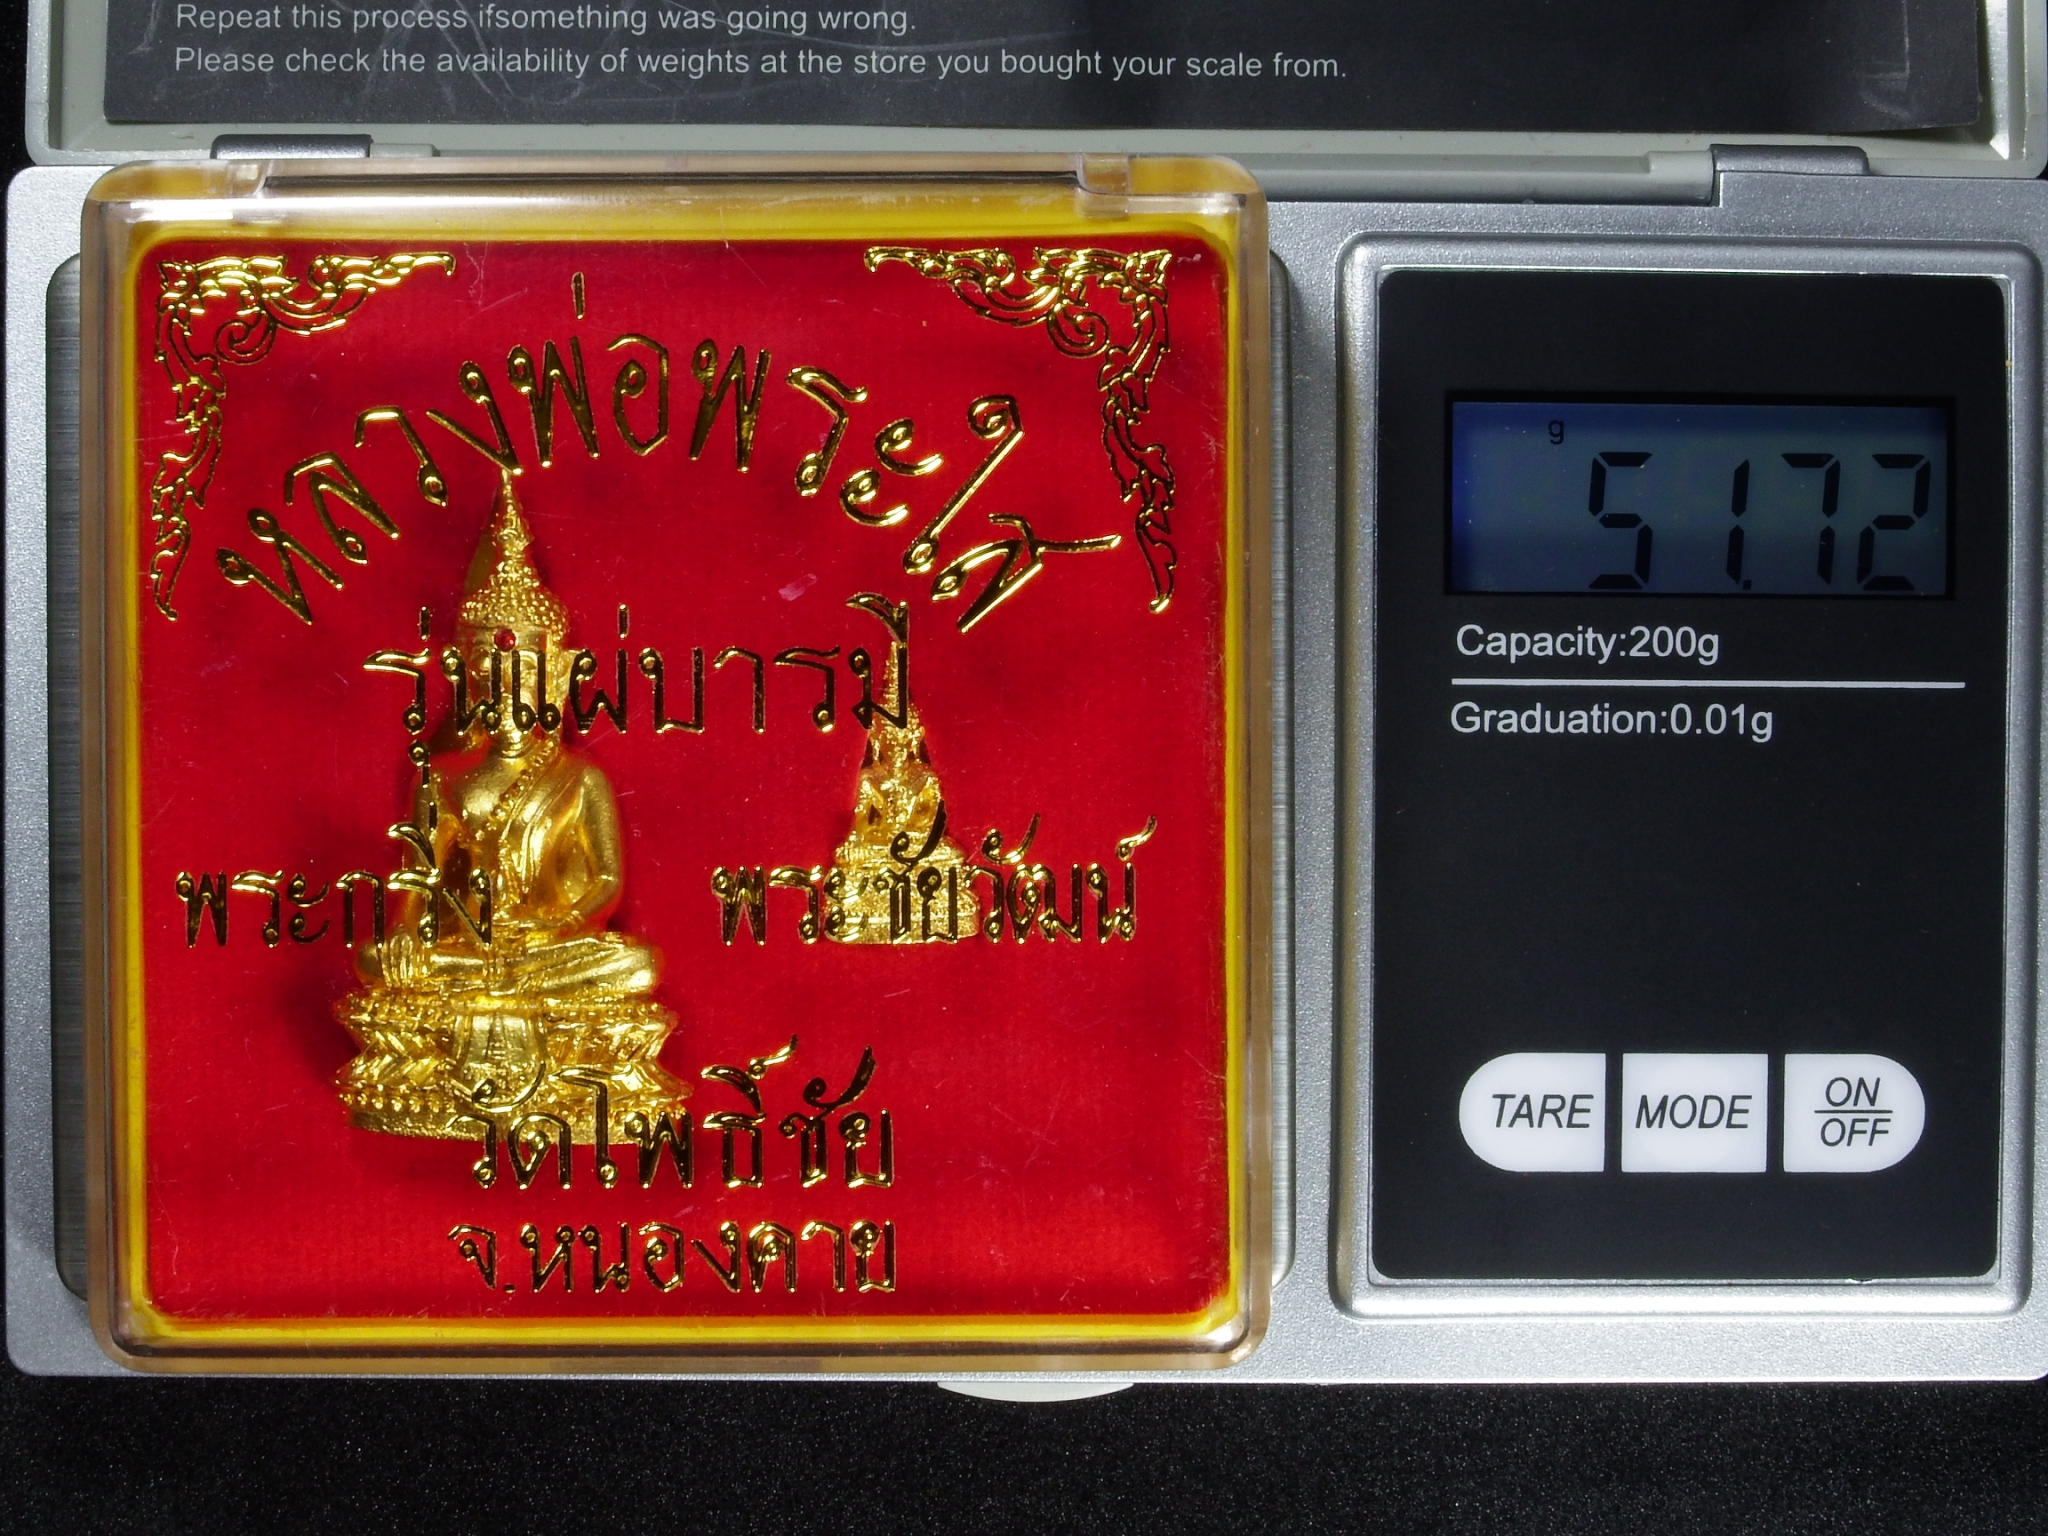 Repeat this process ifsomething was going wrong.
Please check the availability of weights at the store you bought your scale from.
หลวงพ่อพระใส
รุ่นแผ่บารมี
พระกริ่ง
พระชัยวัฒน์
วัดโพธิ์ชัย
จ.หนองคาย
g
51.72
Capacity:200g
Graduation:0.01g
TARE
MODE
ON
OFF